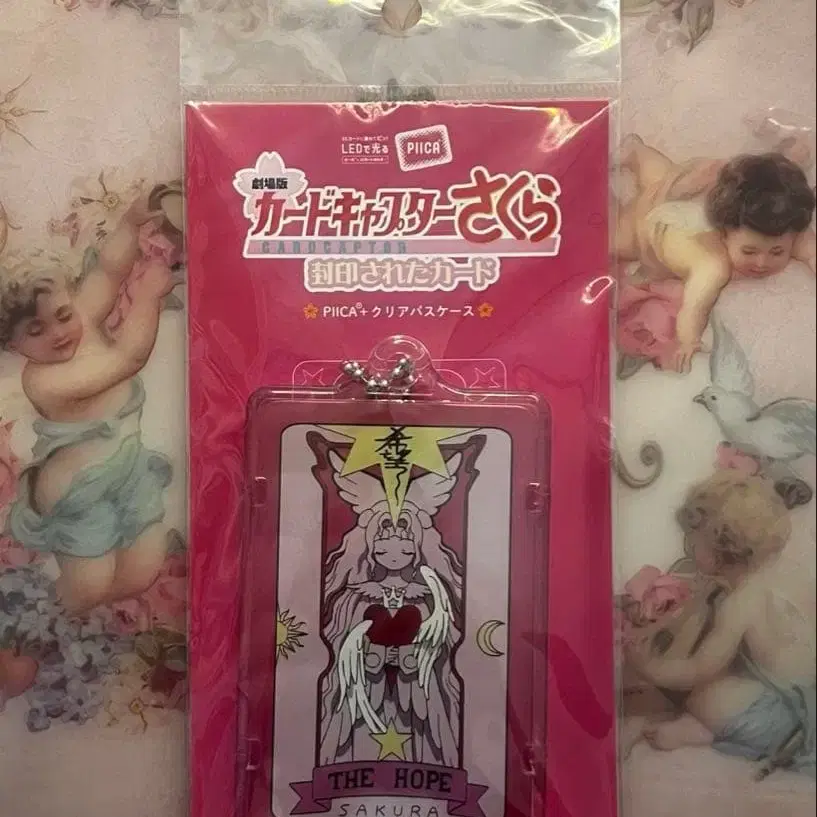 LEDで光る
PIICA
劇場版
カードキャプターさくら
CARDCAPTOR
封印されたカード
PIICA®+クリアパスケース
希望
THE HOPE
SAKURA